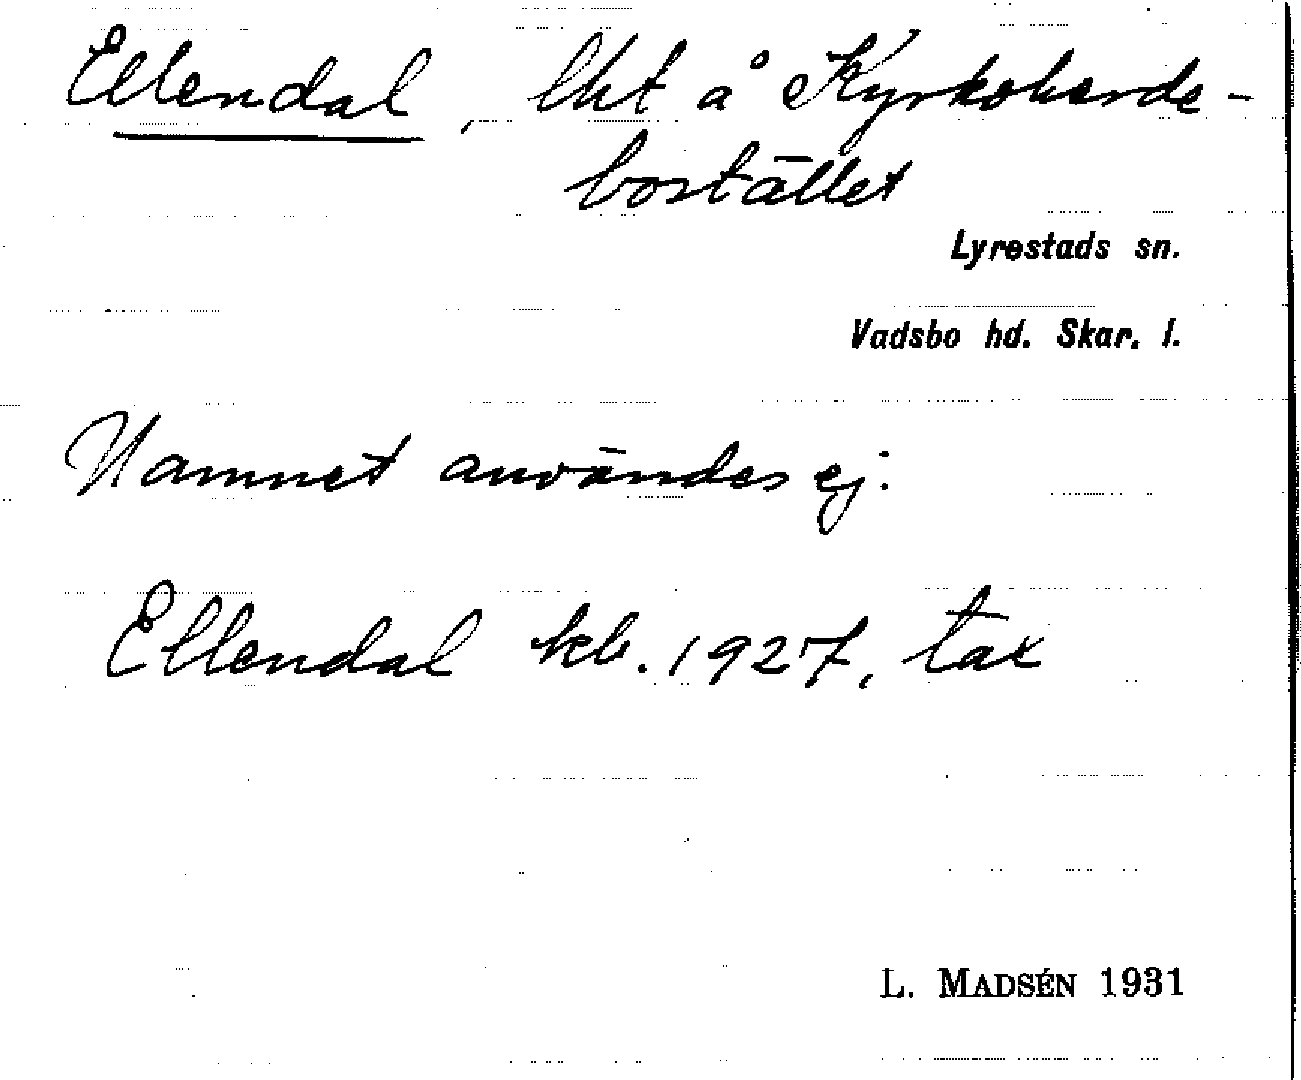 Ellendal, lht å Kyrkoherde-
bostället
Lyrestads sn.
Vadsbo hd. Skar. l.
Namnet användes ej.
Ellendal kb. 1927, tax
L. MADSÉN 1931